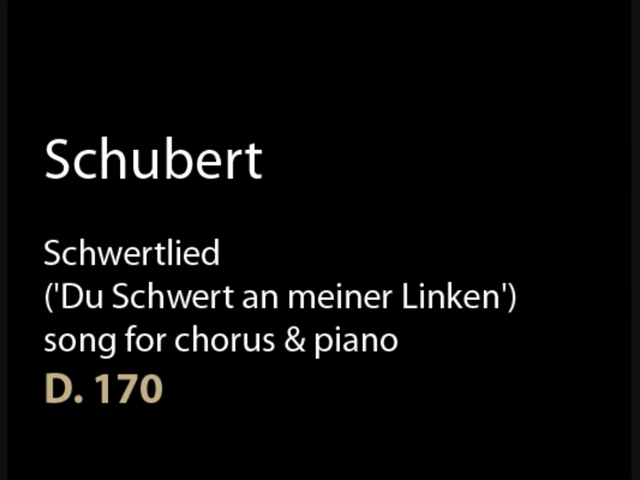 Schubert
Schwertlied
('Du Schwert an meiner Linken')
song for chorus & piano
D. 170